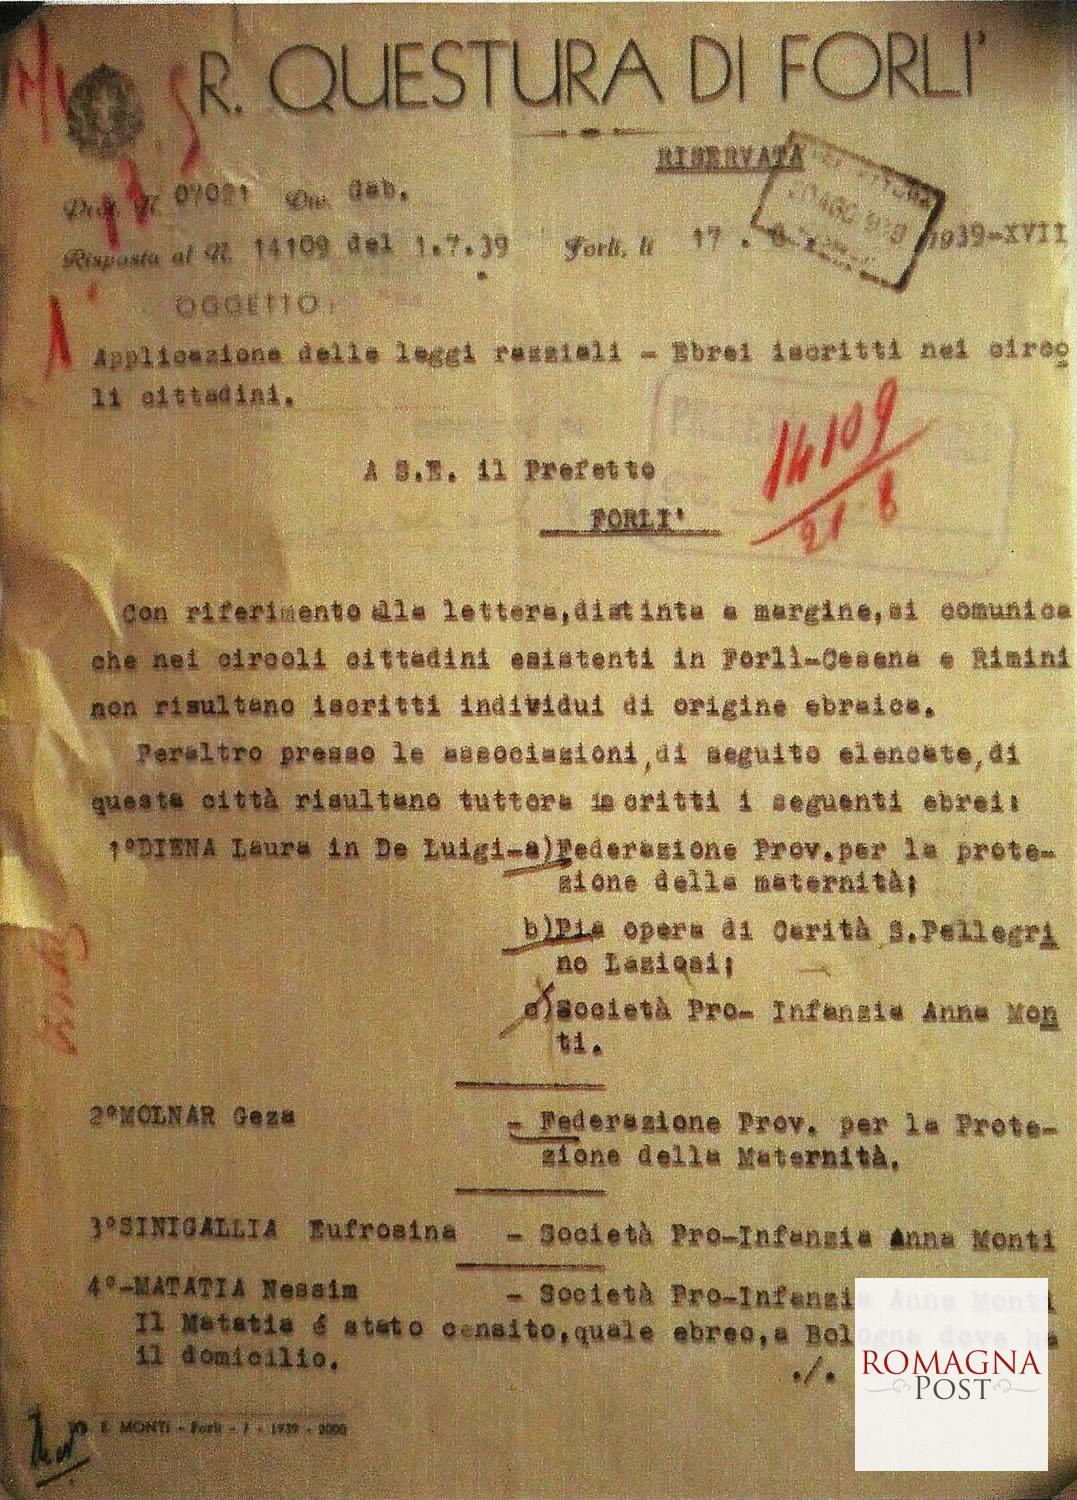 R. QUESTURA DI FORLI'
RISERVATA
Prot. N. 07021 Div. Gab.
Risposta al N. 14109 del 1.7.39 Forlì, li 17. 8. 1939-XVII
OGGETTO:
Applicazione delle leggi razziali - Ebrei iscritti nei circo
li cittadini.
14109
21 8
A S.E. il Prefetto
FORLI'
Con riferimento alla lettera,distinta a margine,si comunica
che nei circoli cittadini esistenti in Forlì-Cesena e Rimini
non risultano iscritti individui di origine ebraica.
Peraltro presso le associazioni,di seguito elencate,di
questa città risultano tuttora iscritti i seguenti ebrei:
1°DIENA Laura in De Luigi-a)Federazione Prov.per la prote-
zione della maternità;
b)Pia opera di Carità S.Pellegri
no Laziosi;
c)Società Pro- Infanzia Anna Mon
ti.
2°MOLNAR Geza - Federazione Prov. per la Prote-
zione della Maternità.
3°SINIGALLIA Eufrosina - Società Pro-Infanzia Anna Monti
4°-MATATIA Nessim - Società Pro-Infanzia Anna Monti
Il Matatia é stato censito,quale ebreo,a Bologna dove ha
il domicilio.
./.
E. MONTI - Forlì - 7 - 1939 - 2000
ROMAGNA
POST